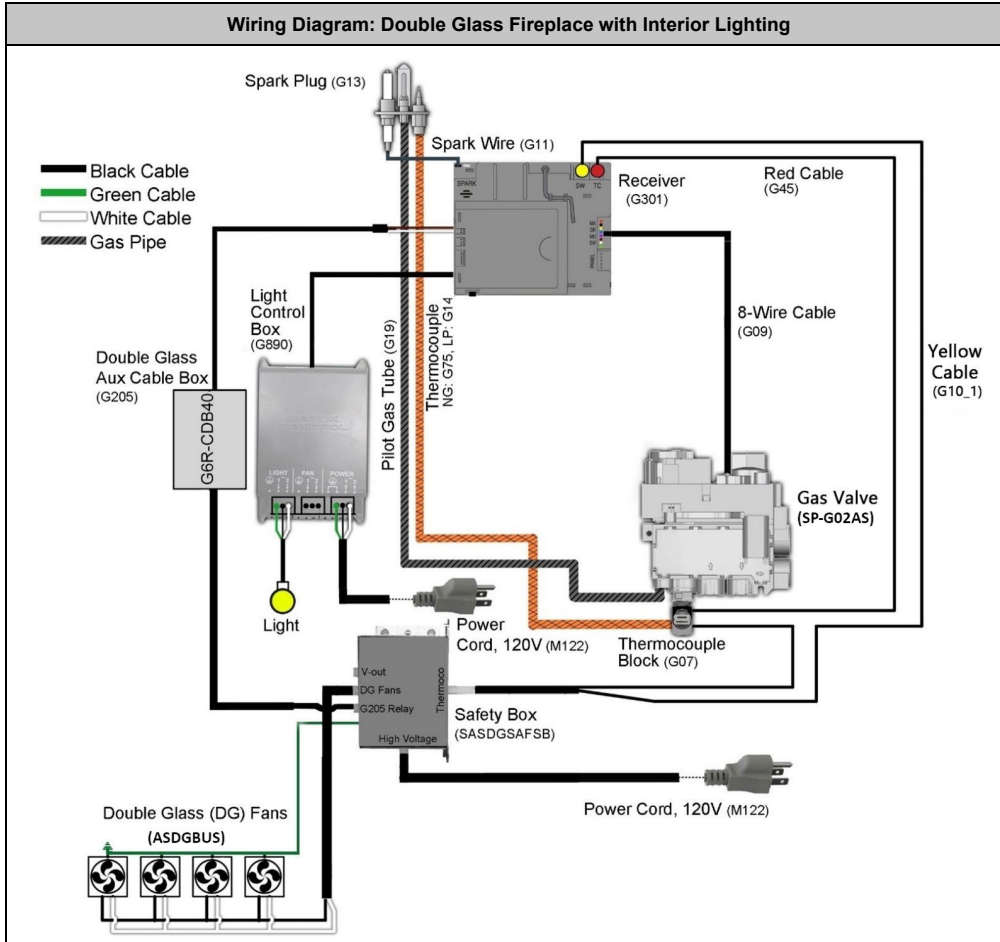 Wiring Diagram: Double Glass Fireplace with Interior Lighting
Spark Plug (G13)
Spark Wire (G11)
Black Cable
Green Cable
White Cable
Gas Pipe
SPARK
SW TC
Receiver
(G301)
Red Cable
(G45)
PANEL
8-Wire Cable
(G09)
Yellow
Cable
(G10_1)
Light
Control
Box
(G890)
Double Glass
Aux Cable Box
(G205)
G6R-CDB40
Pilot Gas Tube (G19)
Thermocouple
NG: G75, LP: G14
LIGHT FAN POWER
Gas Valve
(SP-G02AS)
Light
Power
Cord, 120V (M122)
Thermocouple
Block (G07)
V-out
DG Fans
G205 Relay
Thermoco
High Voltage
Safety Box
(SASDGSAFSB)
Power Cord, 120V (M122)
Double Glass (DG) Fans
(ASDGBUS)